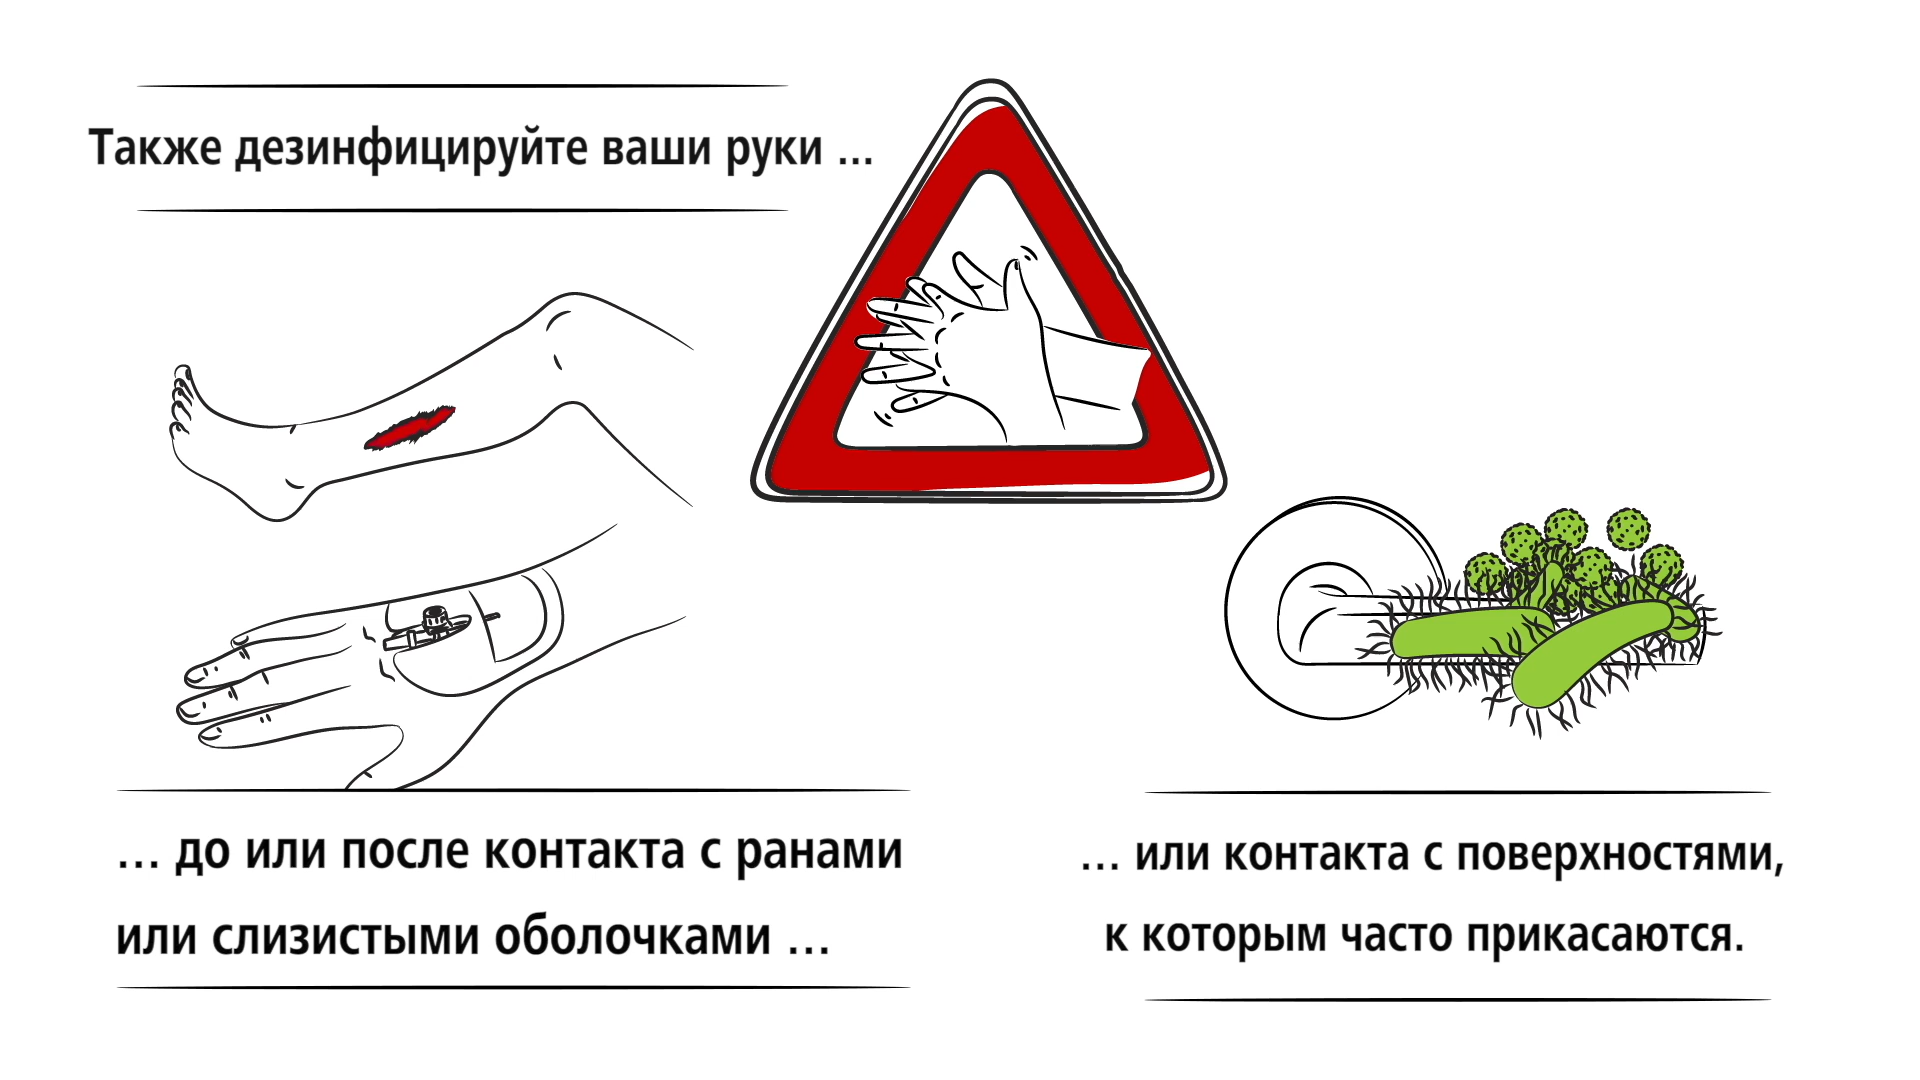 Также дезинфицируйте ваши руки ...
... до или после контакта с ранами
или слизистыми оболочками ...
... или контакта с поверхностями,
к которым часто прикасаются.